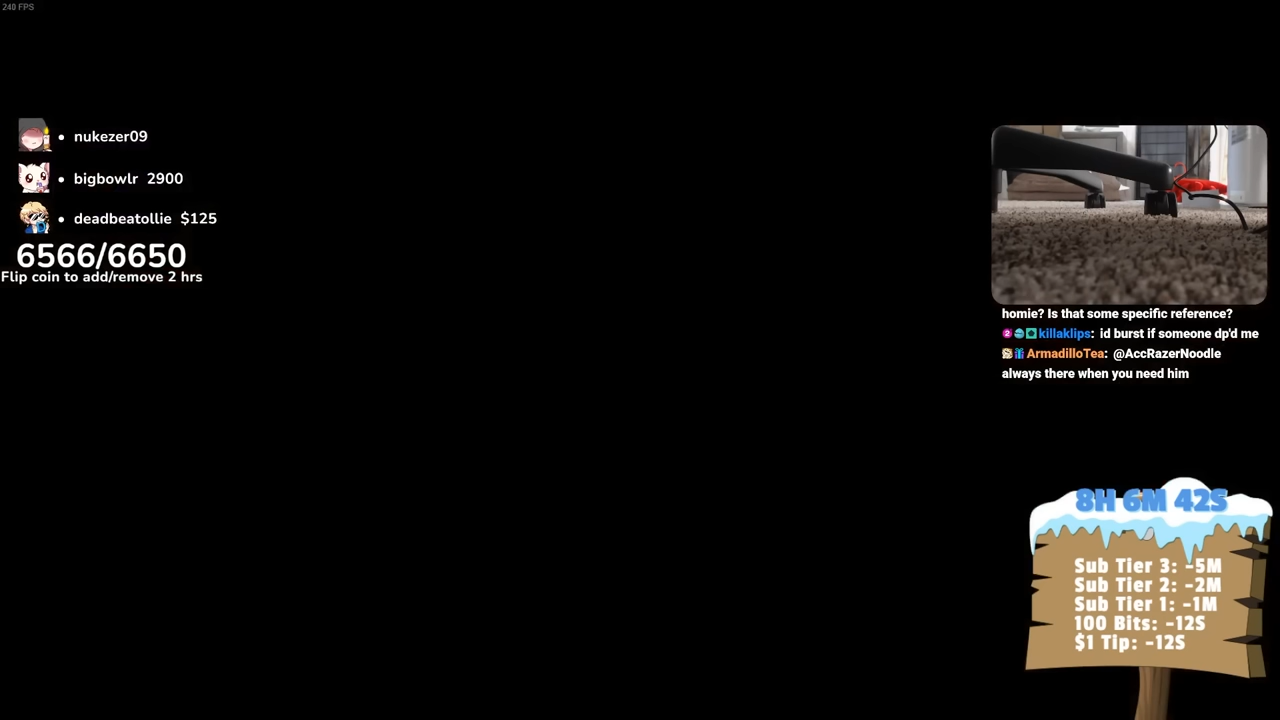 240 FPS
• nukezer09
• bigbowlr 2900
• deadbeatollie $125
6566/6650
Flip coin to add/remove 2 hrs
homie? Is that some specific reference?
killaklips: id burst if someone dp'd me
ArmadilloTea: @AccRazerNoodle
always there when you need him
8H 6M 42S
Sub Tier 3: -5M
Sub Tier 2: -2M
Sub Tier 1: -1M
100 Bits: -12S
$1 Tip: -12S